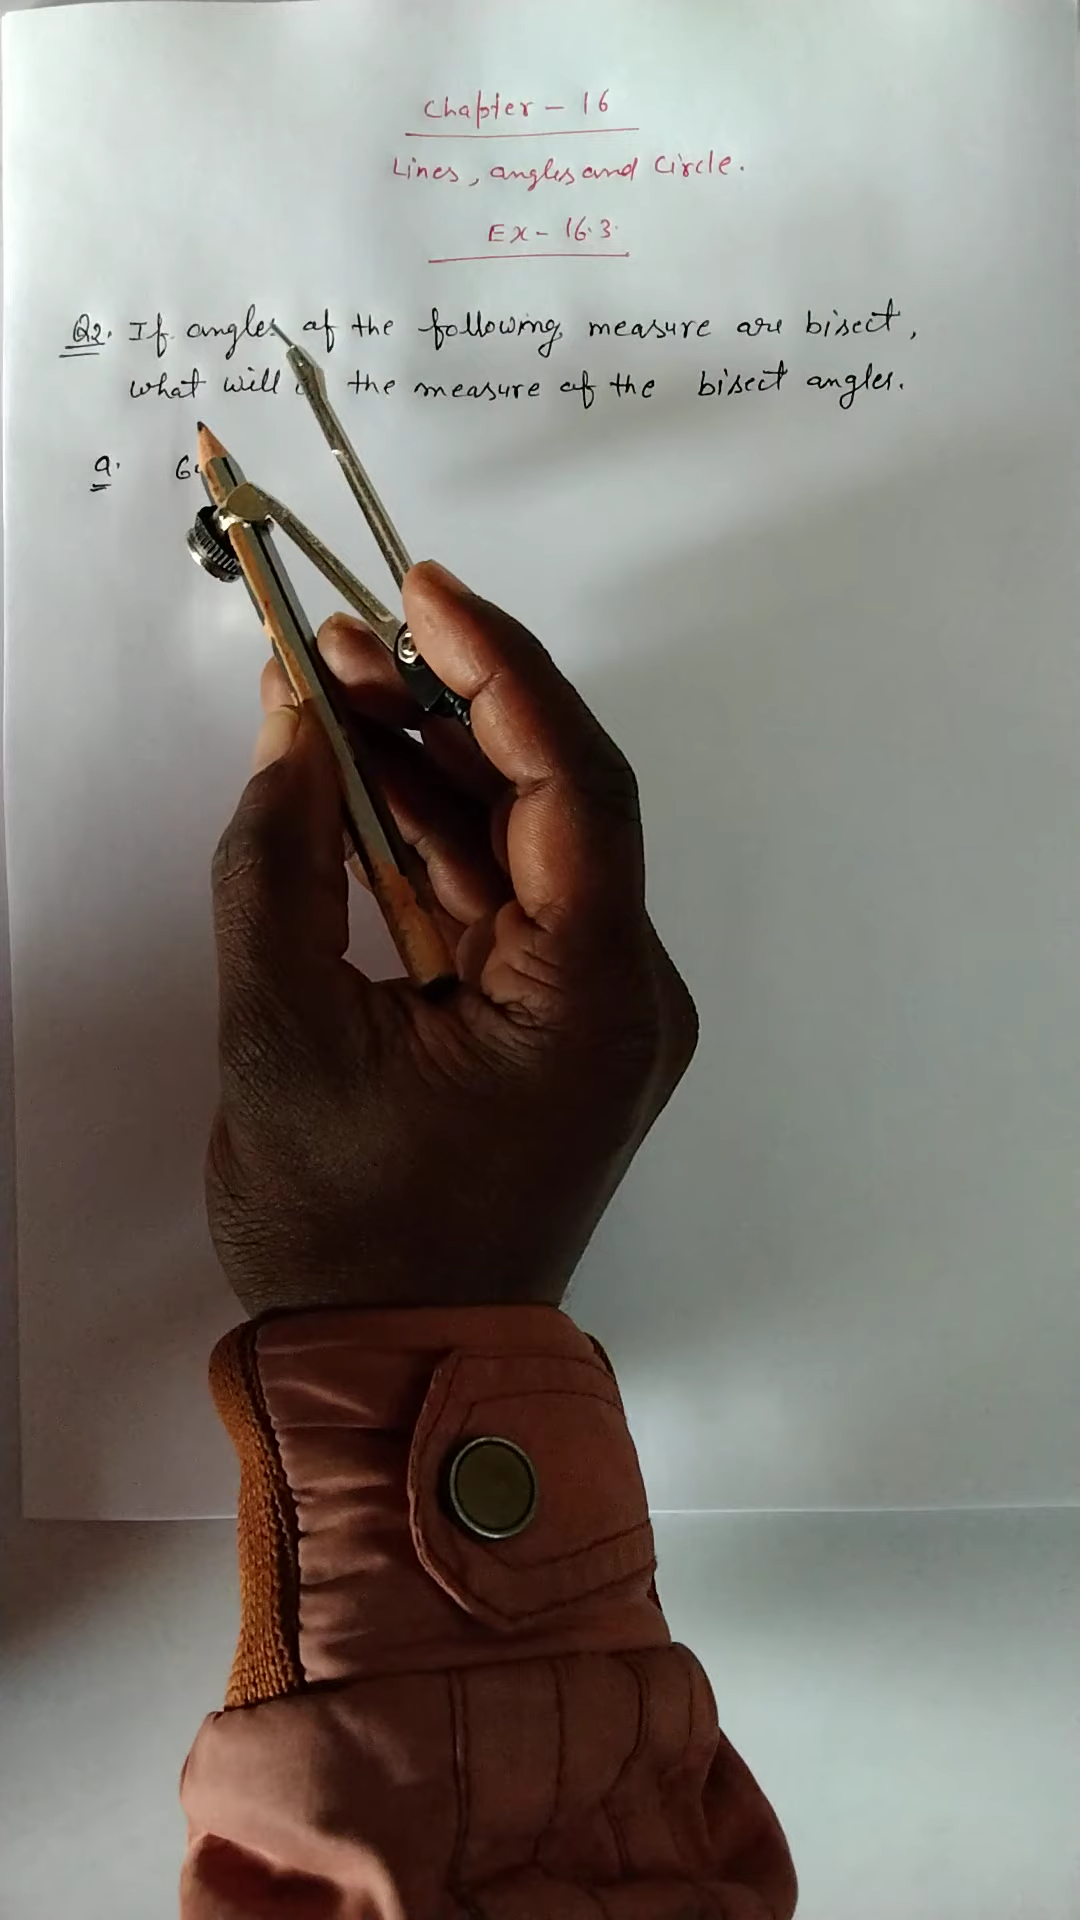 Chapter - 16
Lines, angles and Circle.
Ex - 16.3.
Q2. If angles of the following measure are bisect,
what will the measure of the bisect angles.
a. 6